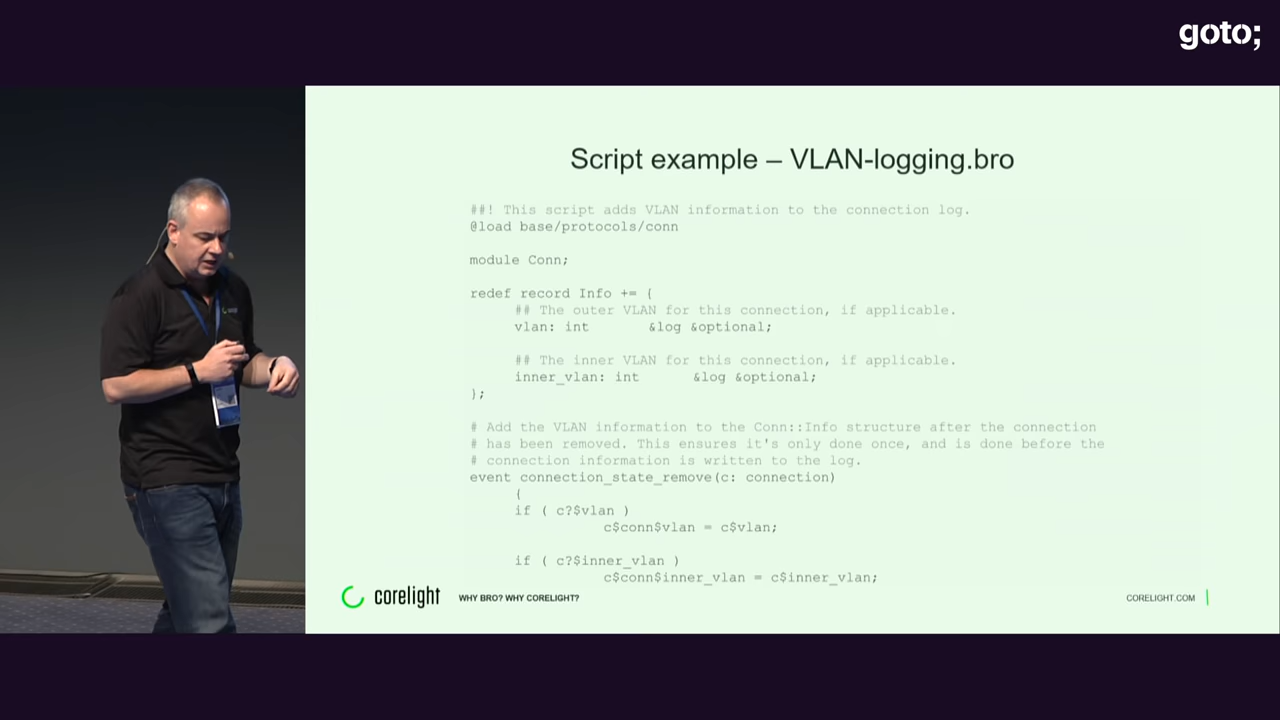 goto;
Script example – VLAN-logging.bro
##! This script adds VLAN information to the connection log.
@load base/protocols/conn
module Conn;
redef record Info += {
## The outer VLAN for this connection, if applicable.
vlan: int &log &optional;
## The inner VLAN for this connection, if applicable.
inner_vlan: int &log &optional;
};
# Add the VLAN information to the Conn::Info structure after the connection
# has been removed. This ensures it's only done once, and is done before the
# connection information is written to the log.
event connection_state_remove(c: connection)
{
if ( c?$vlan )
c$conn$vlan = c$vlan;
if ( c?$inner_vlan )
c$conn$inner_vlan = c$inner_vlan;
corelight WHY BRO? WHY CORELIGHT? CORELIGHT.COM